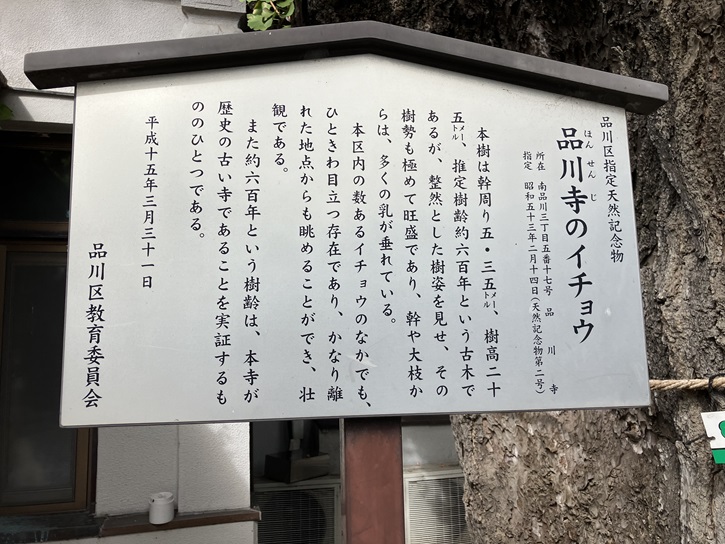 品川区指定天然記念物
品川寺のイチョウ
ほんせんじ
所在 南品川三丁目五番十七号 品川寺
指定 昭和五十三年二月十四日(天然記念物第二号)
本樹は幹周り五・三五メートル、樹高二十
五メートル、推定樹齢約六百年という古木で
あるが、整然とした樹姿を見せ、その
樹勢も極めて旺盛であり、幹や大枝か
らは、多くの乳が垂れている。
本区内の数あるイチョウのなかでも、
ひときわ目立つ存在であり、かなり離
れた地点からも眺めることができ、壮
観である。
また約六百年という樹齢は、本寺が
歴史の古い寺であることを実証するも
ののひとつである。
平成十五年三月三十一日
品川区教育委員会